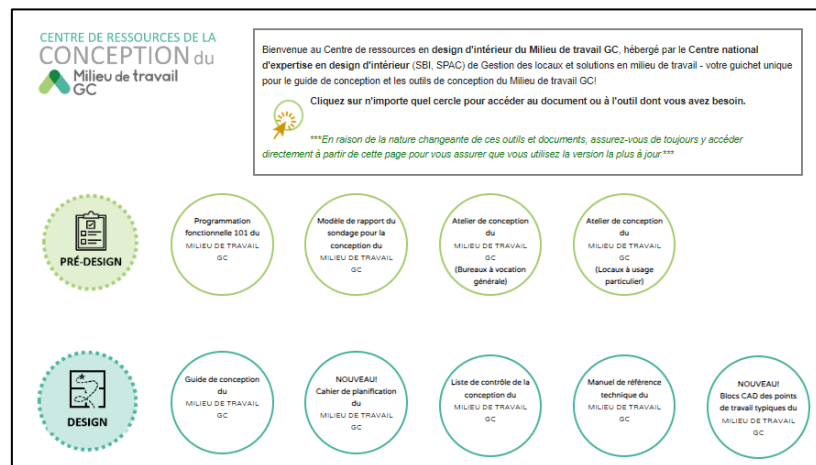 CENTRE DE RESSOURCES DE LA
CONCEPTION du
Milieu de travail
GC
Bienvenue au Centre de ressources en design d'intérieur du Milieu de travail GC, hébergé par le Centre national
d'expertise en design d'intérieur (SBI, SPAC) de Gestion des locaux et solutions en milieu de travail - votre guichet unique
pour le guide de conception et les outils de conception du Milieu de travail GC!
Cliquez sur n'importe quel cercle pour accéder au document ou à l'outil dont vous avez besoin.
***En raison de la nature changeante de ces outils et documents, assurez-vous de toujours y accéder
directement à partir de cette page pour vous assurer que vous utilisez la version la plus à jour.***
PRÉ-DESIGN
Programmation
fonctionnelle 101 du
MILIEU DE TRAVAIL
GC
Modèle de rapport du
sondage pour la
conception du
MILIEU DE TRAVAIL
GC
Atelier de conception
du
MILIEU DE TRAVAIL
GC
(Bureaux à vocation
générale)
Atelier de conception
du
MILIEU DE TRAVAIL
GC
(Locaux à usage
particulier)
DESIGN
Guide de conception
du
MILIEU DE TRAVAIL
GC
NOUVEAU!
Cahier de planification
du
MILIEU DE TRAVAIL
GC
Liste de contrôle de la
conception du
MILIEU DE TRAVAIL
GC
Manuel de référence
technique du
MILIEU DE TRAVAIL
GC
NOUVEAU!
Blocs CAD des points
de travail typiques du
MILIEU DE TRAVAIL
GC